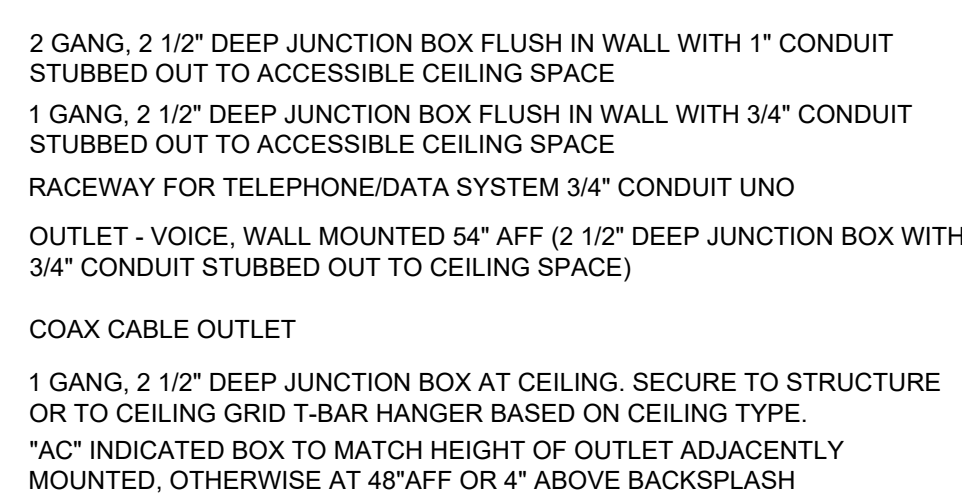 2 GANG, 2 1/2" DEEP JUNCTION BOX FLUSH IN WALL WITH 1" CONDUIT
STUBBED OUT TO ACCESSIBLE CEILING SPACE
1 GANG, 2 1/2" DEEP JUNCTION BOX FLUSH IN WALL WITH 3/4" CONDUIT
STUBBED OUT TO ACCESSIBLE CEILING SPACE
RACEWAY FOR TELEPHONE/DATA SYSTEM 3/4" CONDUIT UNO
OUTLET - VOICE, WALL MOUNTED 54" AFF (2 1/2" DEEP JUNCTION BOX WITH
3/4" CONDUIT STUBBED OUT TO CEILING SPACE)
COAX CABLE OUTLET
1 GANG, 2 1/2" DEEP JUNCTION BOX AT CEILING. SECURE TO STRUCTURE
OR TO CEILING GRID T-BAR HANGER BASED ON CEILING TYPE.
"AC" INDICATED BOX TO MATCH HEIGHT OF OUTLET ADJACENTLY
MOUNTED, OTHERWISE AT 48"AFF OR 4" ABOVE BACKSPLASH